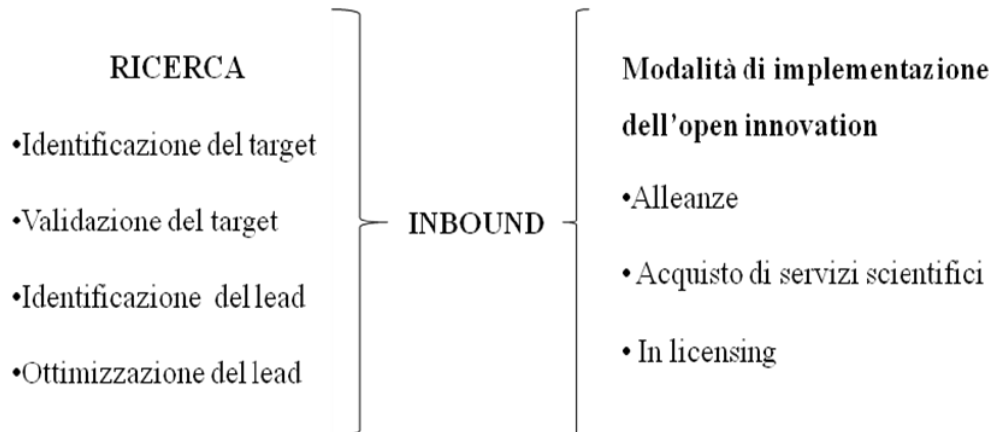 RICERCA
•Identificazione del target
•Validazione del target
•Identificazione del lead
•Ottimizzazione del lead
INBOUND
Modalità di implementazione
dell’open innovation
•Alleanze
• Acquisto di servizi scientifici
• In licensing